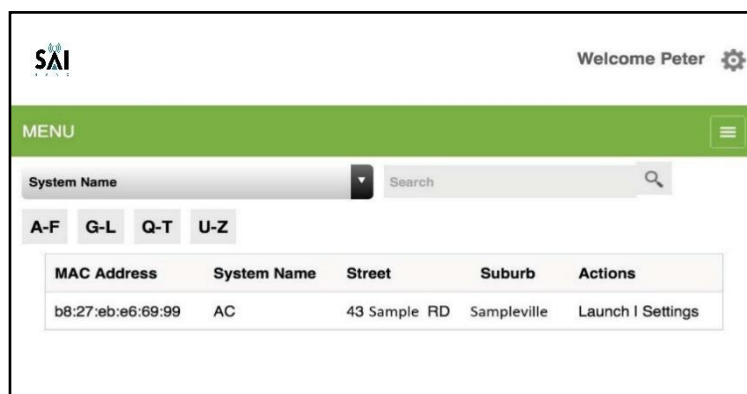 SAI
Welcome Peter
MENU
System Name Search
A-F G-L Q-T U-Z
MAC Address System Name Street Suburb Actions
b8:27:eb:e6:69:99 AC 43 Sample RD Sampleville Launch | Settings